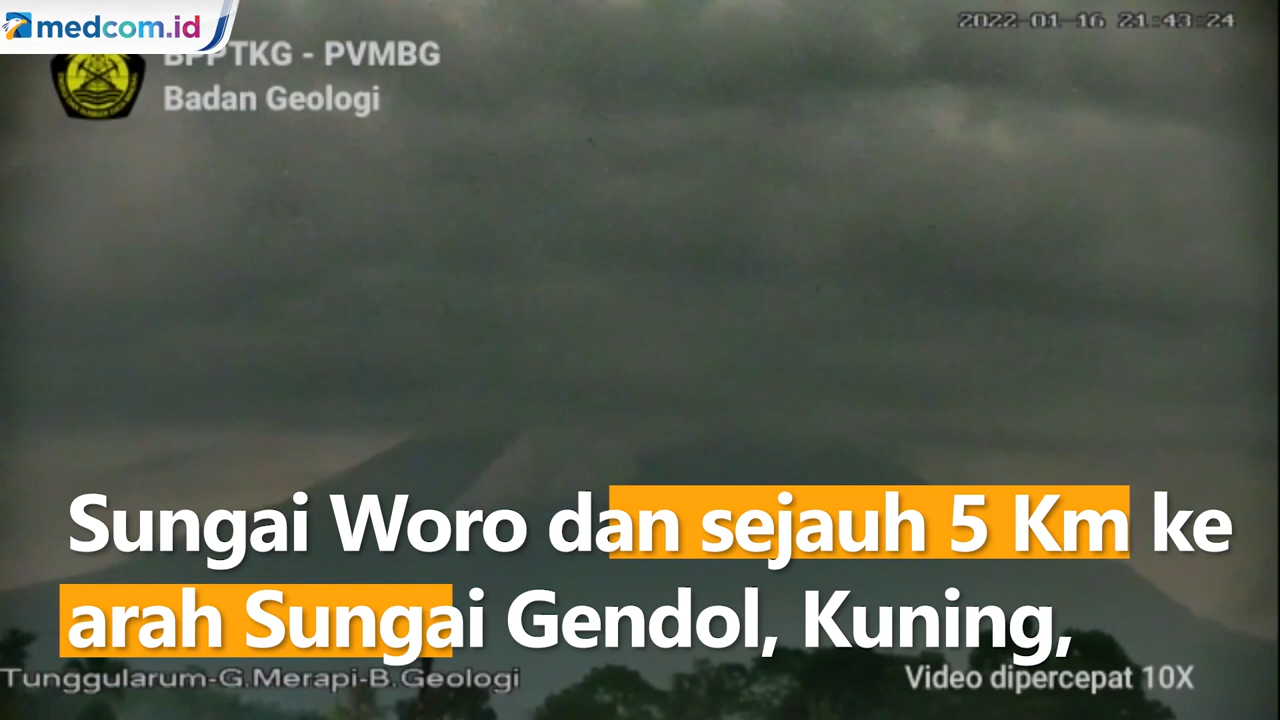 medcom.id
2022-01-16 21:43:24
BPPTKG - PVMBG
Badan Geologi
Sungai Woro dan sejauh 5 Km ke
arah Sungai Gendol, Kuning,
Tunggularum-G.Merapi-B.Geologi
Video dipercepat 10X